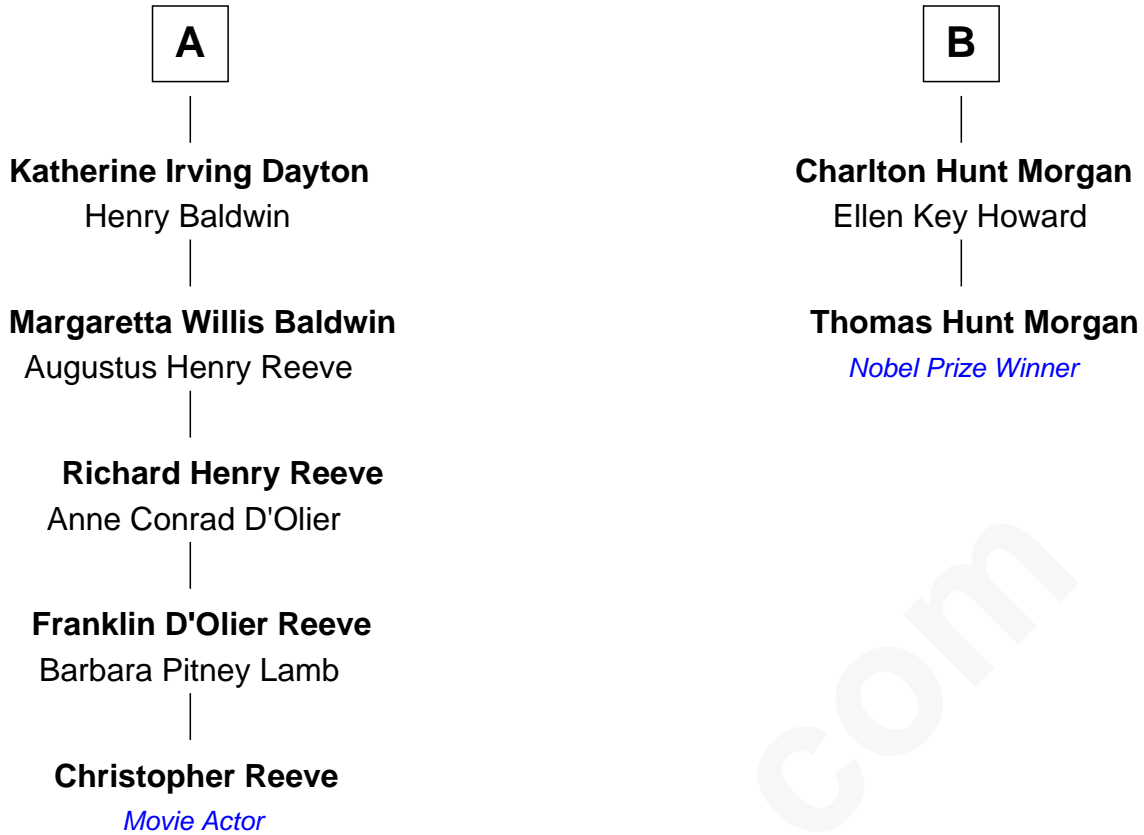 A
Katherine Irving Dayton
Henry Baldwin
Margaretta Willis Baldwin
Augustus Henry Reeve
Richard Henry Reeve
Anne Conrad D'Olier
Franklin D'Olier Reeve
Barbara Pitney Lamb
Christopher Reeve
Movie Actor
B
Charlton Hunt Morgan
Ellen Key Howard
Thomas Hunt Morgan
Nobel Prize Winner
com